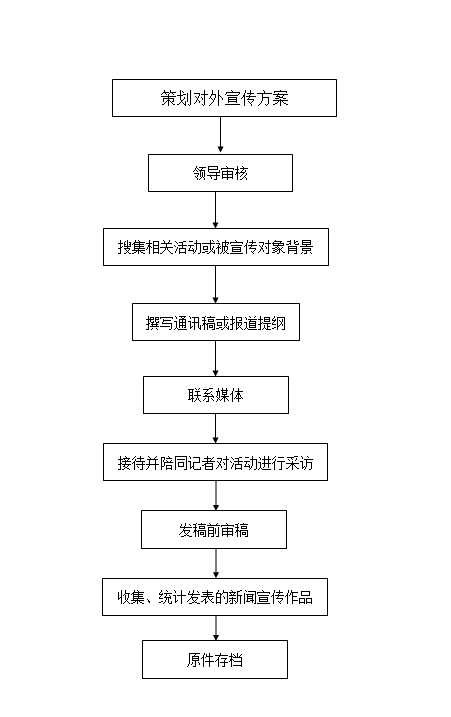 策划对外宣传方案
领导审核
搜集相关活动或被宣传对象背景
撰写通讯稿或报道提纲
联系媒体
接待并陪同记者对活动进行采访
发稿前审稿
收集、统计发表的新闻宣传作品
原件存档